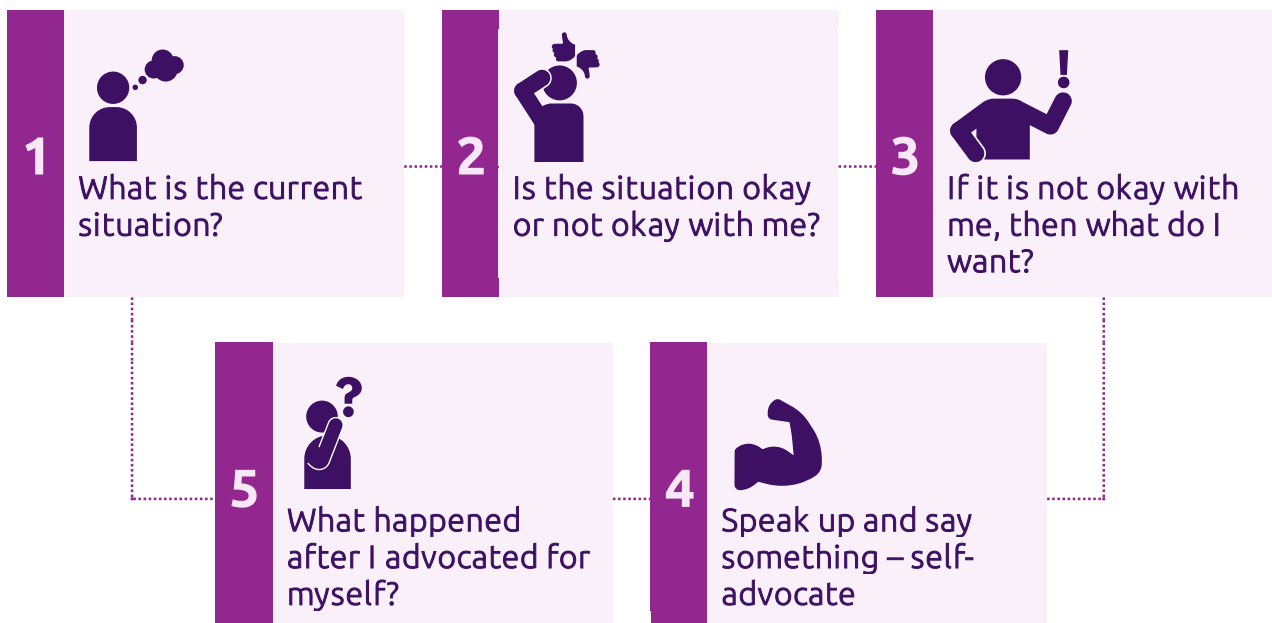 1
What is the current
situation?
2
Is the situation okay
or not okay with me?
3
!
If it is not okay with
me, then what do I
want?
4
Speak up and say
something – self-
advocate
5
?
What happened
after I advocated for
myself?